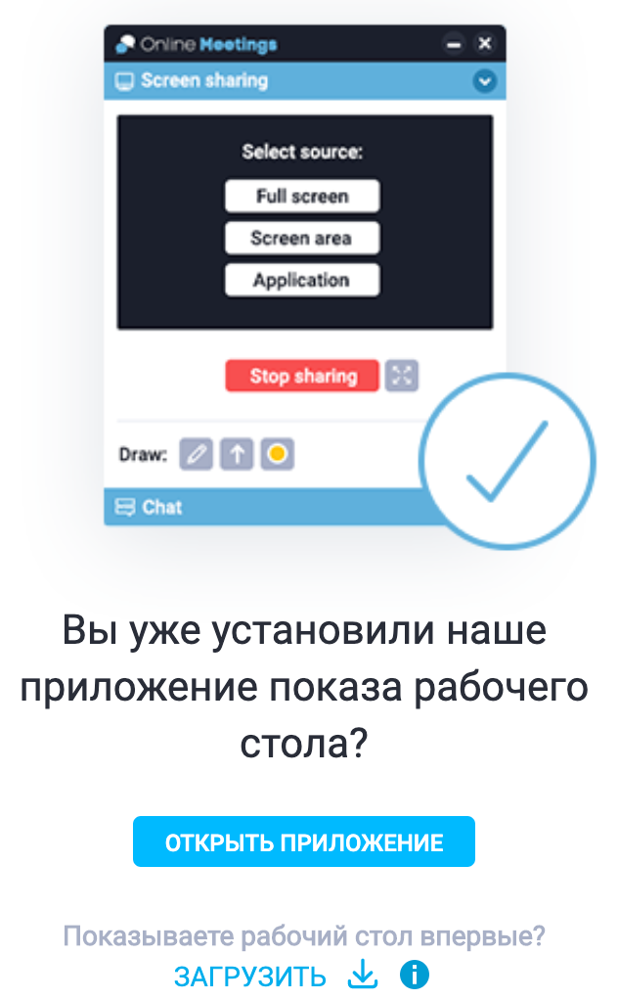 Online Meetings
Screen sharing
Select source:
Full screen
Screen area
Application
Stop sharing
Draw:
Chat
Вы уже установили наше
приложение показа рабочего
стола?
ОТКРЫТЬ ПРИЛОЖЕНИЕ
Показываете рабочий стол впервые?
ЗАГРУЗИТЬ